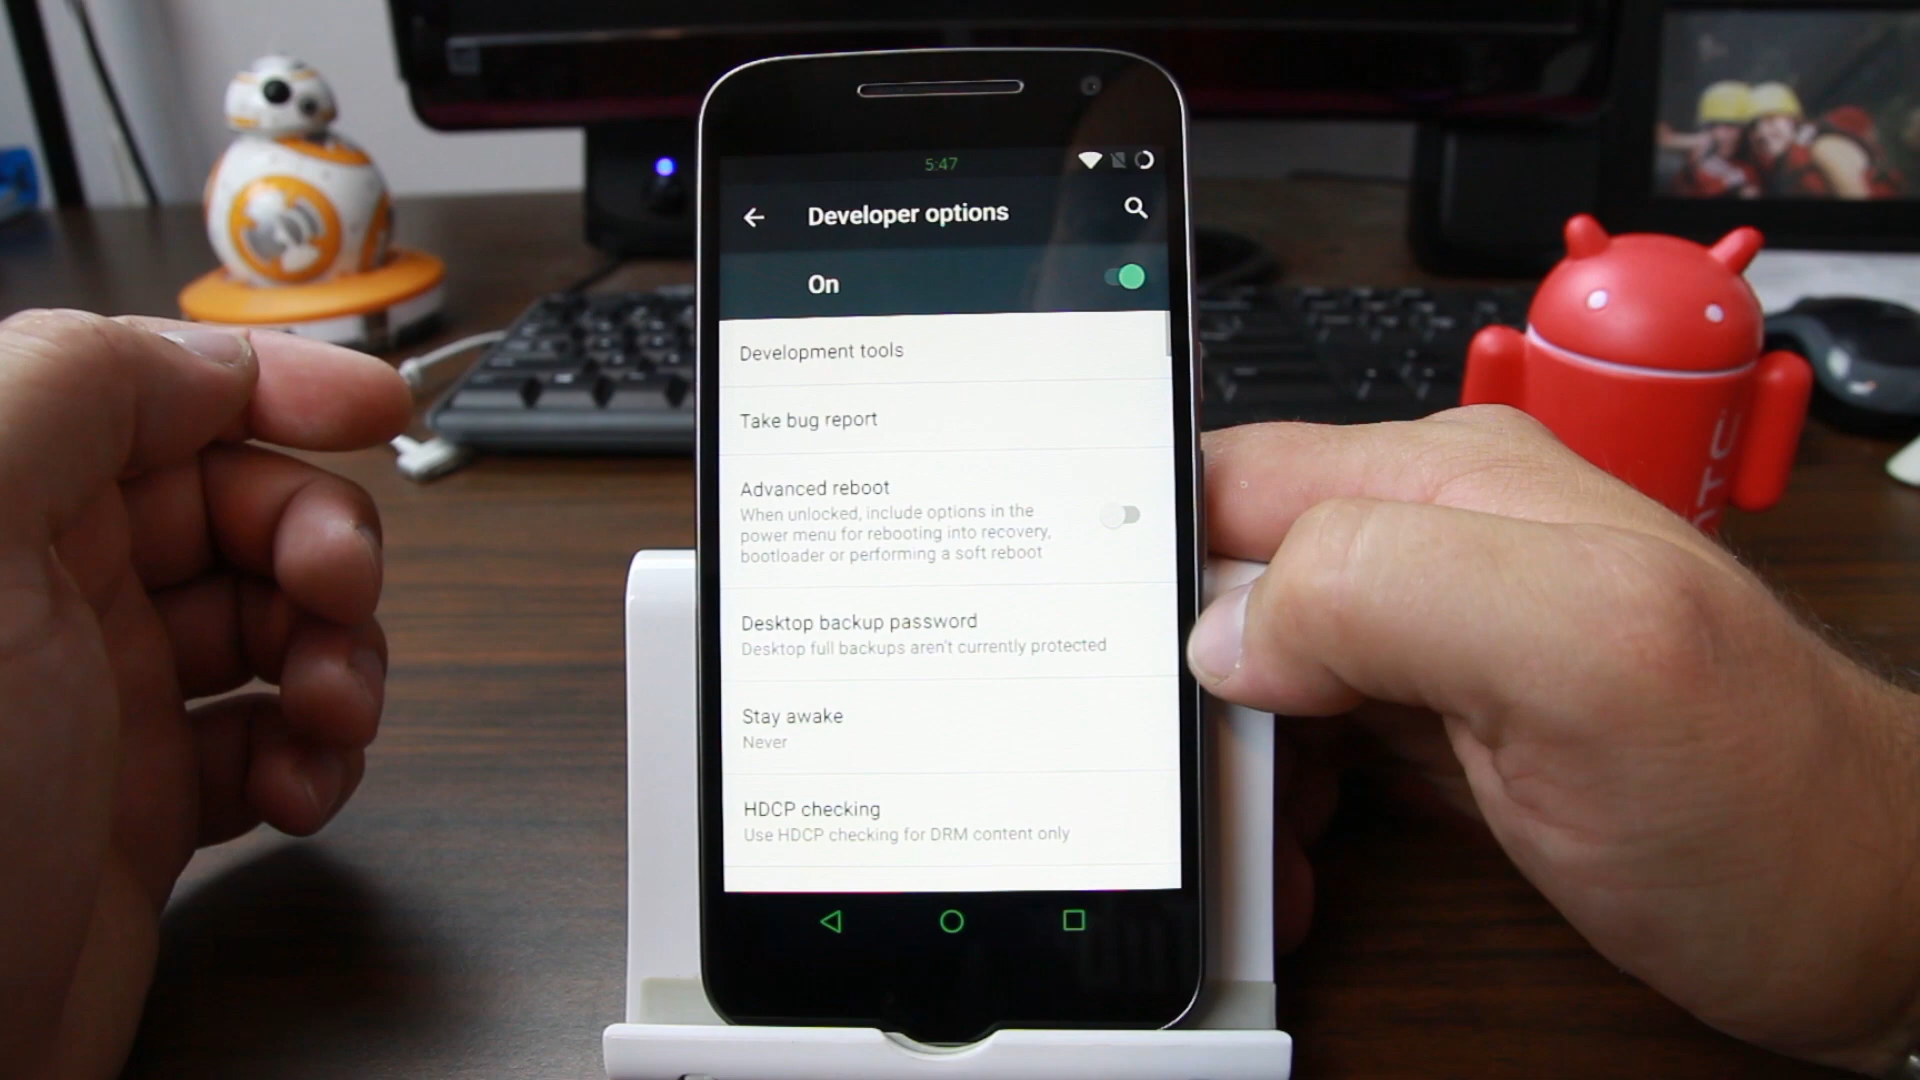 5:47
Developer options
On
Development tools
Take bug report
Advanced reboot
When unlocked, include options in the
power menu for rebooting into recovery,
bootloader or performing a soft reboot
Desktop backup password
Desktop full backups aren't currently protected
Stay awake
Never
HDCP checking
Use HDCP checking for DRM content only